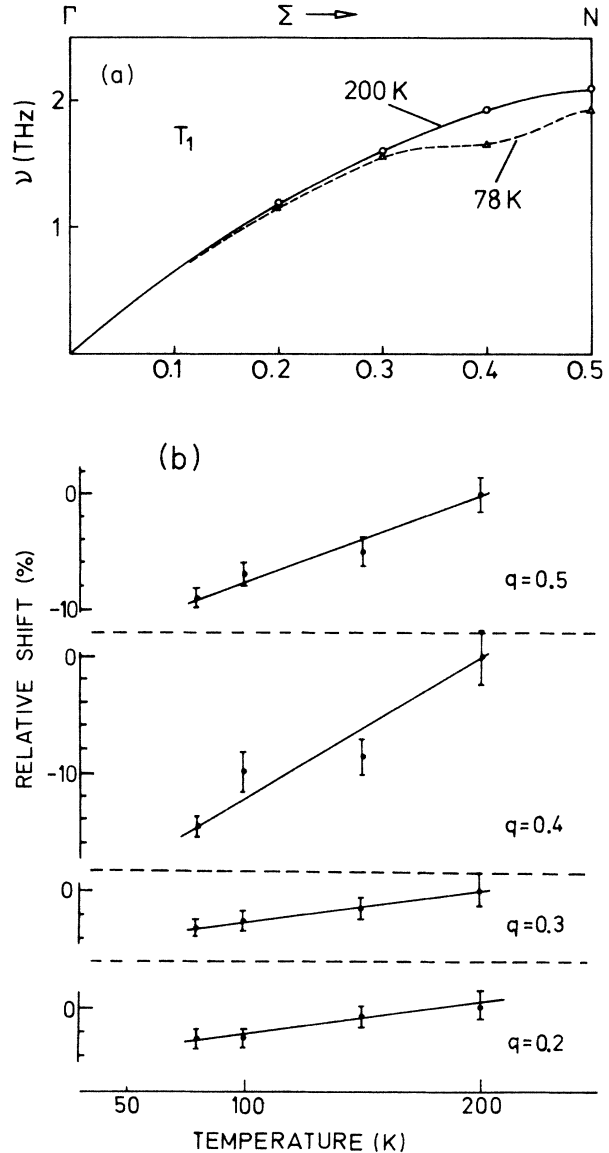 Γ Σ → N
(a)
200 K
2
ν (THz)
T₁
78 K
1
0.1 0.2 0.3 0.4 0.5
(b)
0
q=0.5
-10
RELATIVE SHIFT (%)
0
-10
q=0.4
0
q=0.3
0
q=0.2
50 100 200
TEMPERATURE (K)